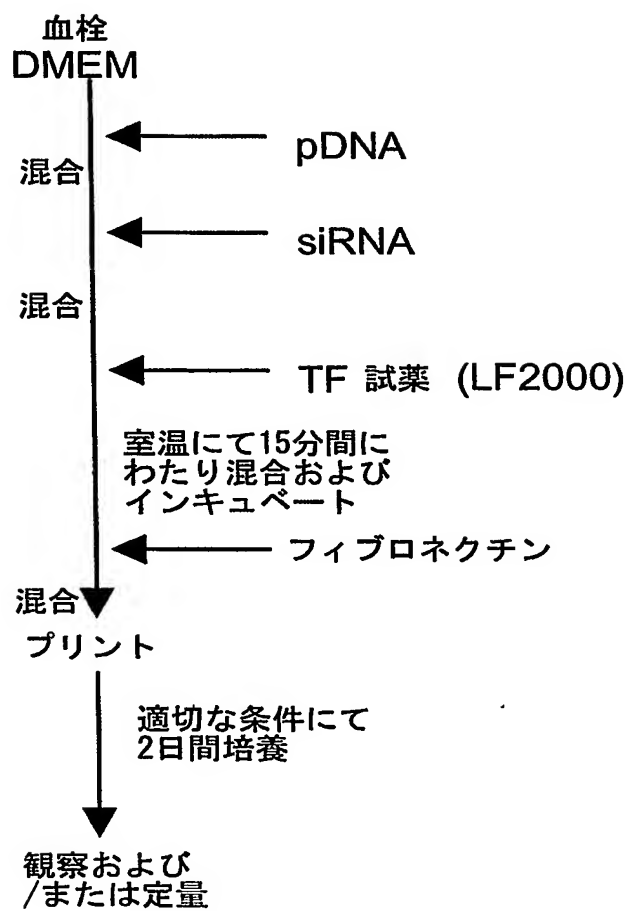 血栓
DMEM
pDNA
混合
siRNA
混合
TF 試薬 (LF2000)
室温にて15分間に
わたり混合および
インキュベート
フィブロネクチン
混合
プリント
適切な条件にて
2日間培養
観察および
/または定量